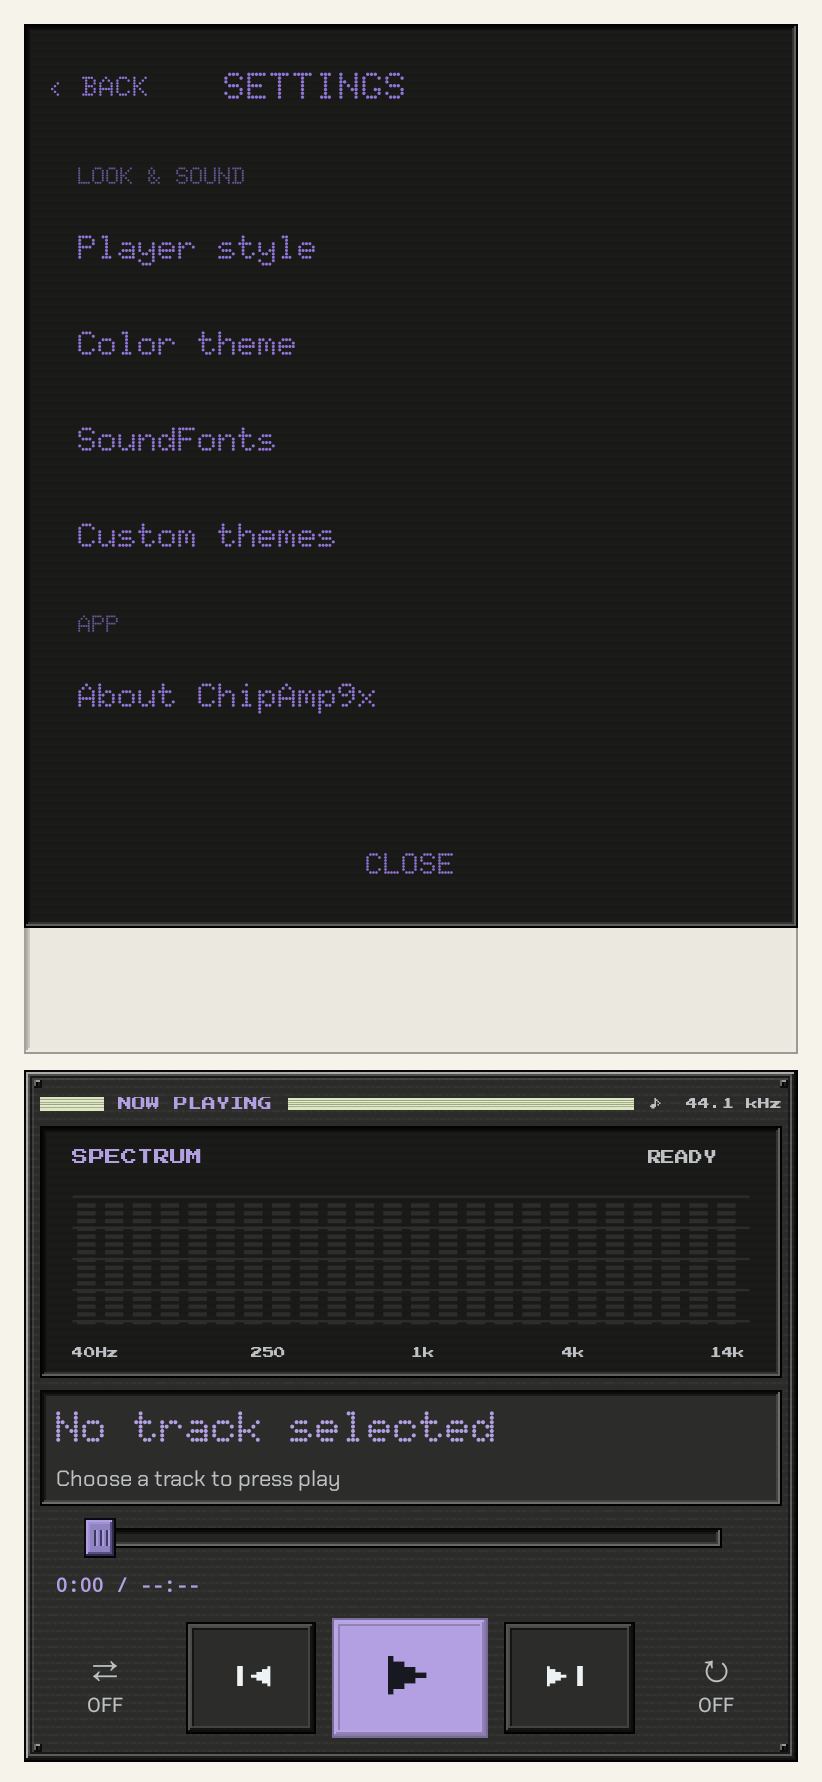 ‹ BACK SETTINGS
LOOK & SOUND
Player style
Color theme
SoundFonts
Custom themes
APP
About ChipAmp9x
CLOSE
NOW PLAYING ♪ 44.1 kHz
SPECTRUM READY
40Hz 250 1k 4k 14k
No track selected
Choose a track to press play
0:00 / --:--
OFF OFF